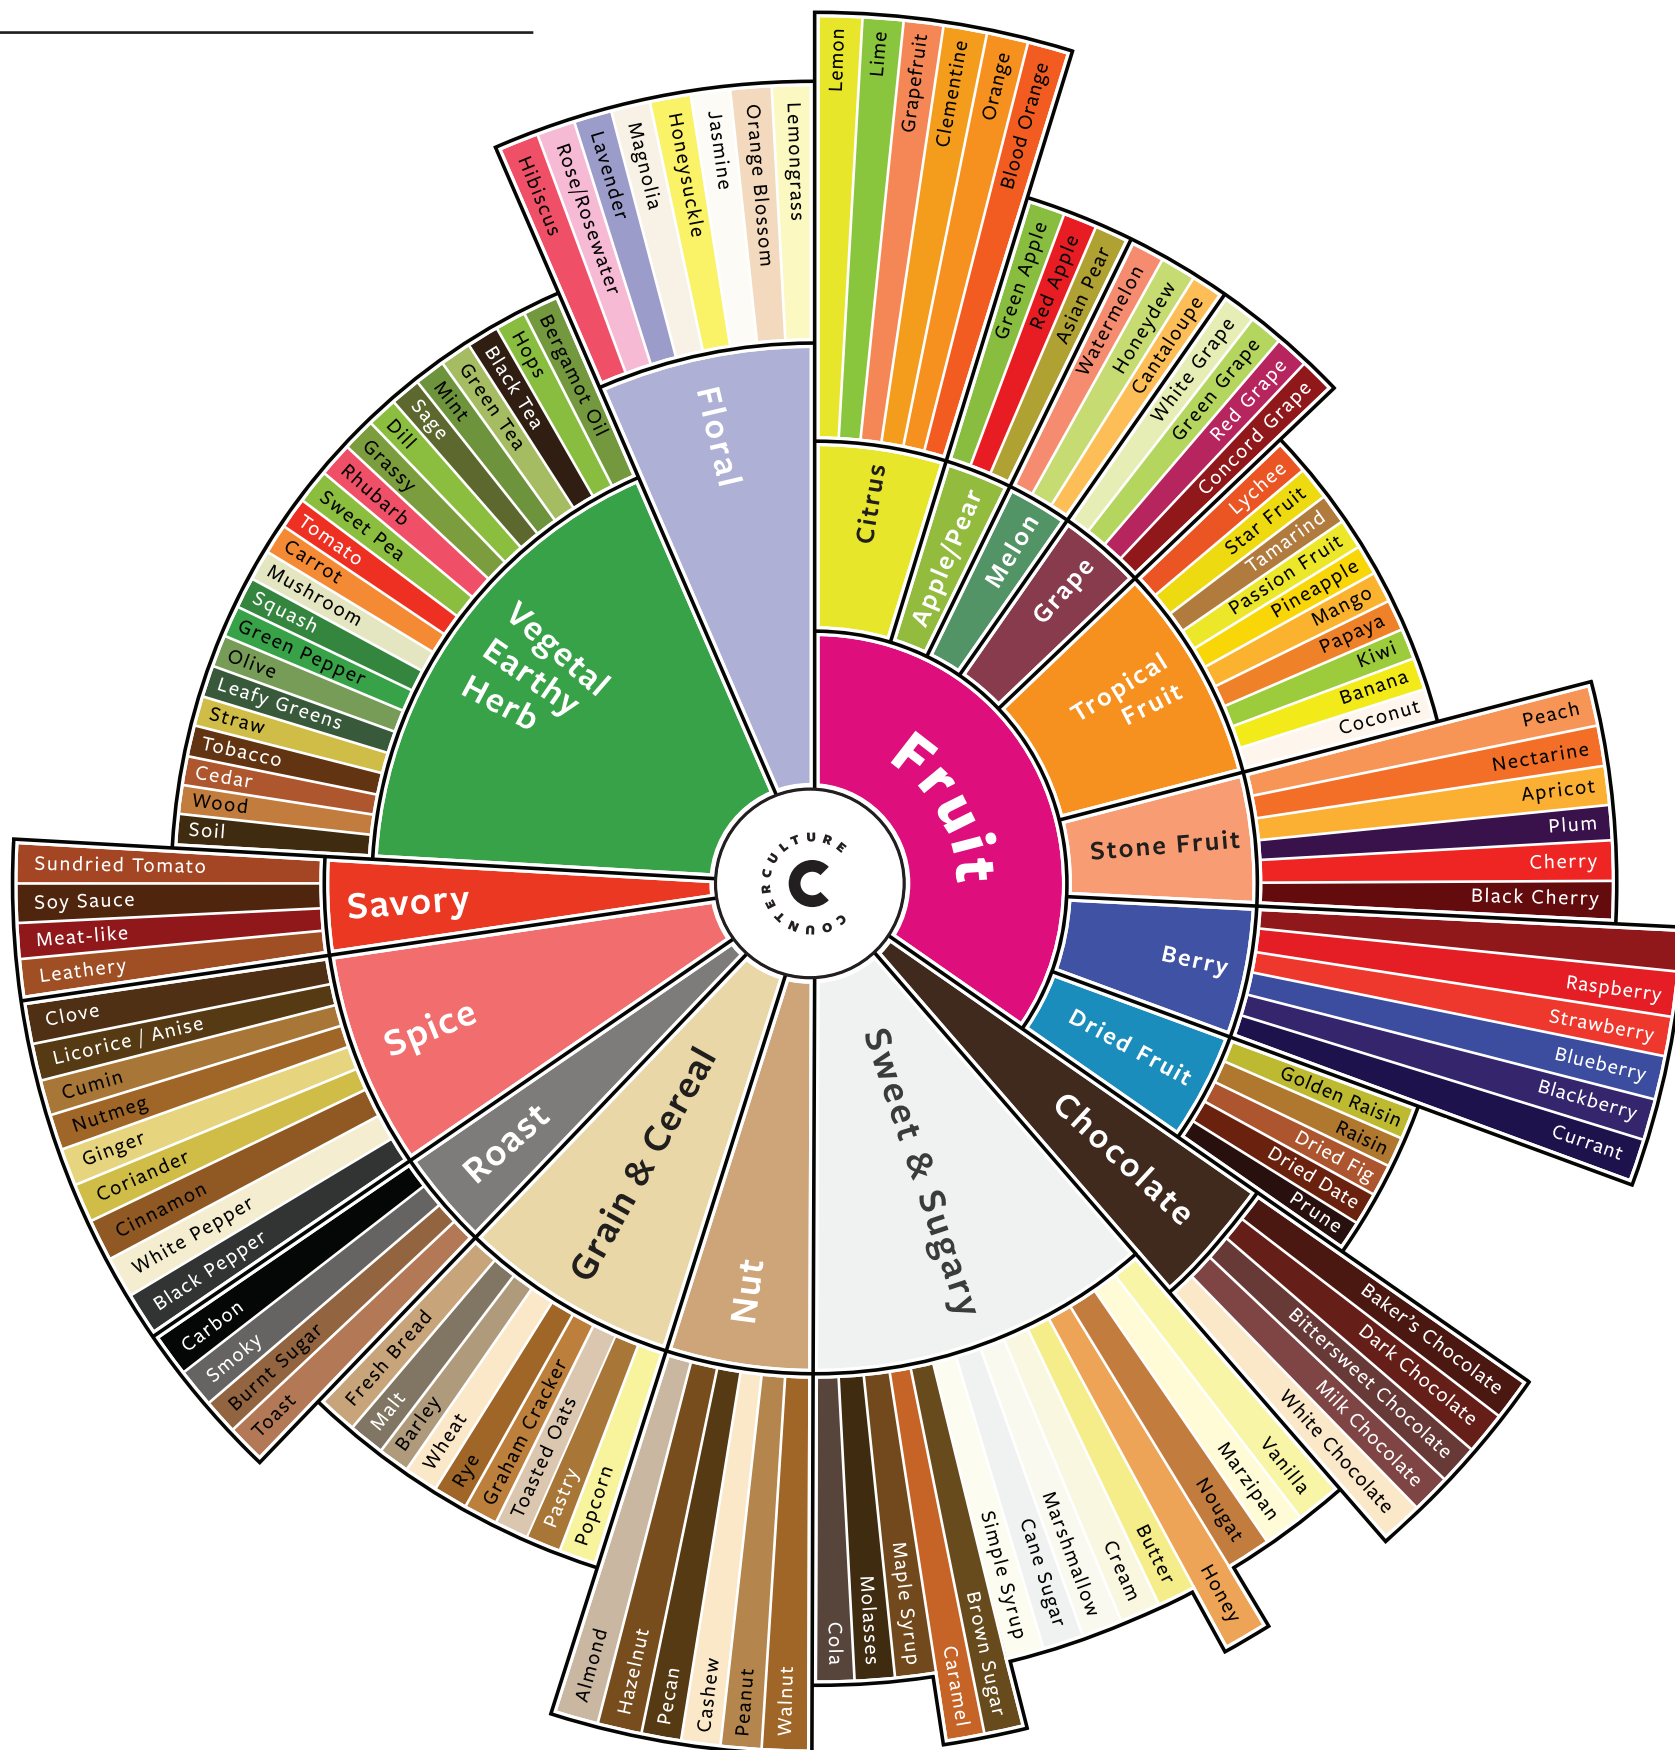 COUNTER CULTURE
C
Fruit
Citrus
Lemon
Lime
Grapefruit
Clementine
Orange
Blood Orange
Apple/Pear
Green Apple
Red Apple
Asian Pear
Melon
Watermelon
Honeydew
Cantaloupe
Grape
White Grape
Green Grape
Red Grape
Concord Grape
Tropical
Fruit
Lychee
Star Fruit
Tamarind
Passion Fruit
Pineapple
Mango
Papaya
Kiwi
Banana
Coconut
Stone Fruit
Peach
Nectarine
Apricot
Plum
Cherry
Black Cherry
Berry
Raspberry
Strawberry
Blueberry
Blackberry
Currant
Dried Fruit
Golden Raisin
Raisin
Dried Fig
Dried Date
Prune
Chocolate
Baker's Chocolate
Dark Chocolate
Bittersweet Chocolate
Milk Chocolate
White Chocolate
Sweet & Sugary
Vanilla
Marzipan
Nougat
Honey
Butter
Cream
Marshmallow
Cane Sugar
Simple Syrup
Brown Sugar
Caramel
Maple Syrup
Molasses
Cola
Nut
Walnut
Peanut
Cashew
Pecan
Hazelnut
Almond
Grain & Cereal
Popcorn
Pastry
Toasted Oats
Graham Cracker
Rye
Wheat
Barley
Malt
Fresh Bread
Roast
Toast
Burnt Sugar
Smoky
Carbon
Spice
Black Pepper
White Pepper
Cinnamon
Coriander
Ginger
Nutmeg
Cumin
Licorice / Anise
Clove
Savory
Leathery
Meat-like
Soy Sauce
Sundried Tomato
Vegetal
Earthy
Herb
Soil
Wood
Cedar
Tobacco
Straw
Leafy Greens
Olive
Green Pepper
Squash
Mushroom
Carrot
Tomato
Sweet Pea
Rhubarb
Grassy
Dill
Sage
Mint
Green Tea
Black Tea
Hops
Bergamot Oil
Floral
Hibiscus
Rose/Rosewater
Lavender
Magnolia
Honeysuckle
Jasmine
Orange Blossom
Lemongrass